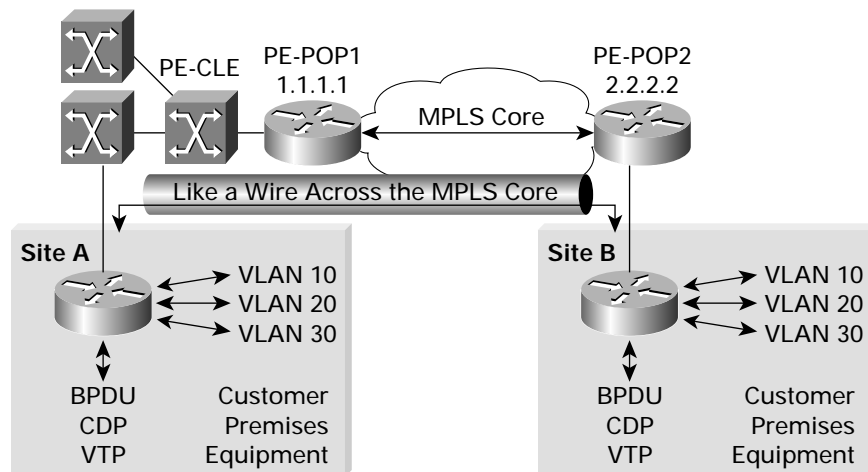 PE-CLE
PE-POP1
1.1.1.1
MPLS Core
PE-POP2
2.2.2.2
Like a Wire Across the MPLS Core
Site A
VLAN 10
VLAN 20
VLAN 30
BPDU
CDP
VTP
Customer
Premises
Equipment
Site B
VLAN 10
VLAN 20
VLAN 30
BPDU
CDP
VTP
Customer
Premises
Equipment